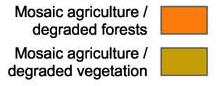 Mosaic agriculture /
degraded forests
Mosaic agriculture /
degraded vegetation